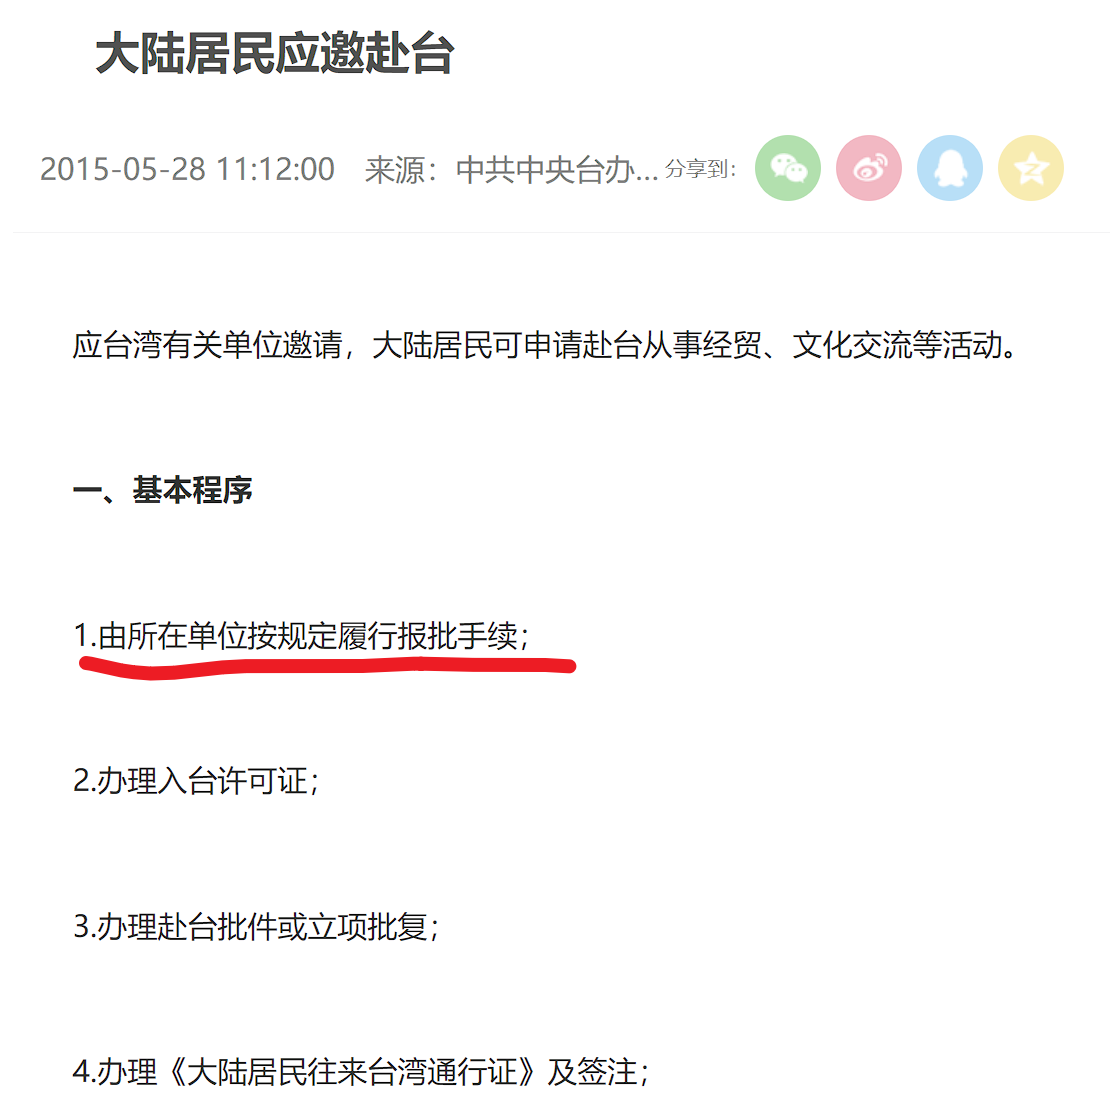 大陆居民应邀赴台
2015-05-28 11:12:00 来源：中共中央台办... 分享到：
应台湾有关单位邀请，大陆居民可申请赴台从事经贸、文化交流等活动。
一、基本程序
1.由所在单位按规定履行报批手续；
2.办理入台许可证；
3.办理赴台批件或立项批复；
4.办理《大陆居民往来台湾通行证》及签注；